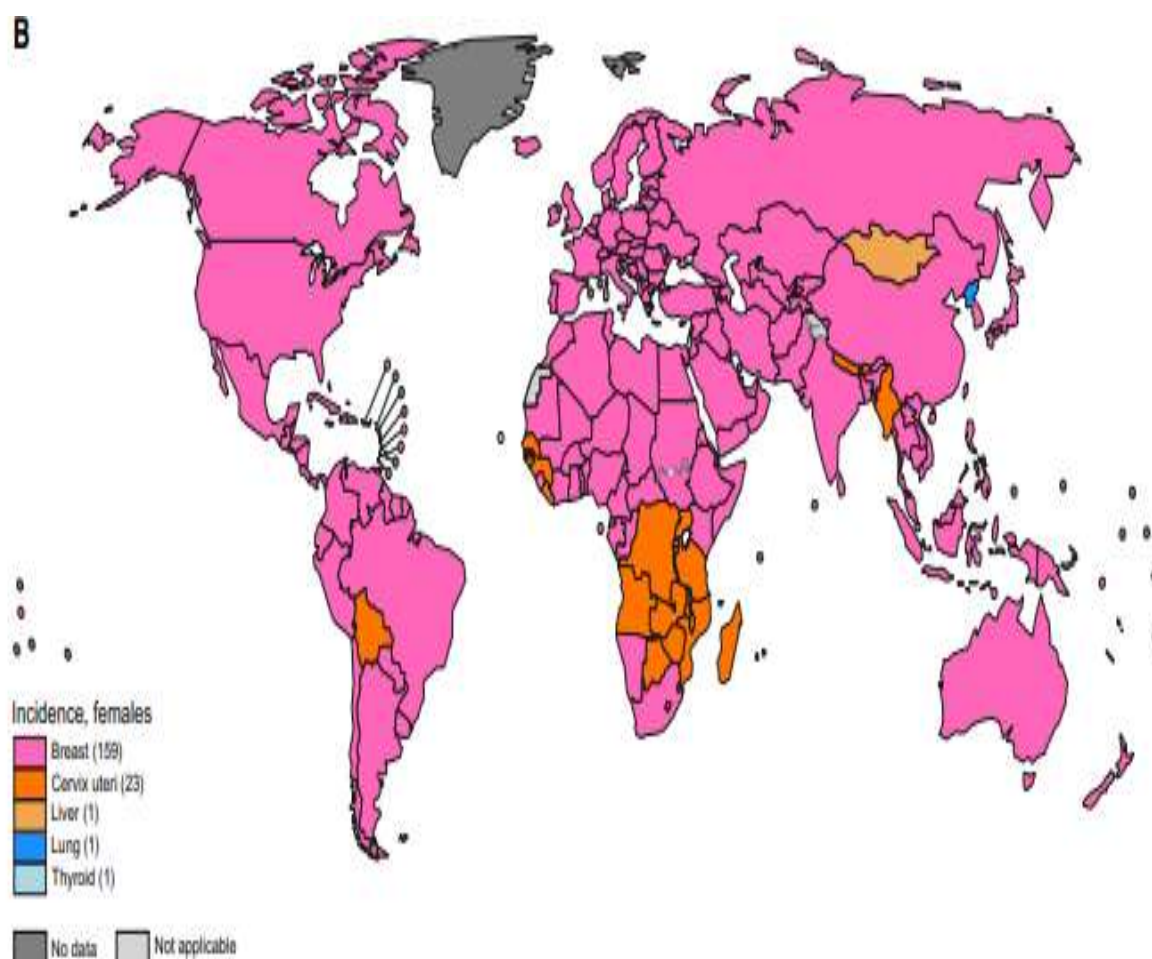 B
Incidence, females
Breast (159)
Cervix uteri (23)
Liver (1)
Lung (1)
Thyroid (1)
No data
Not applicable